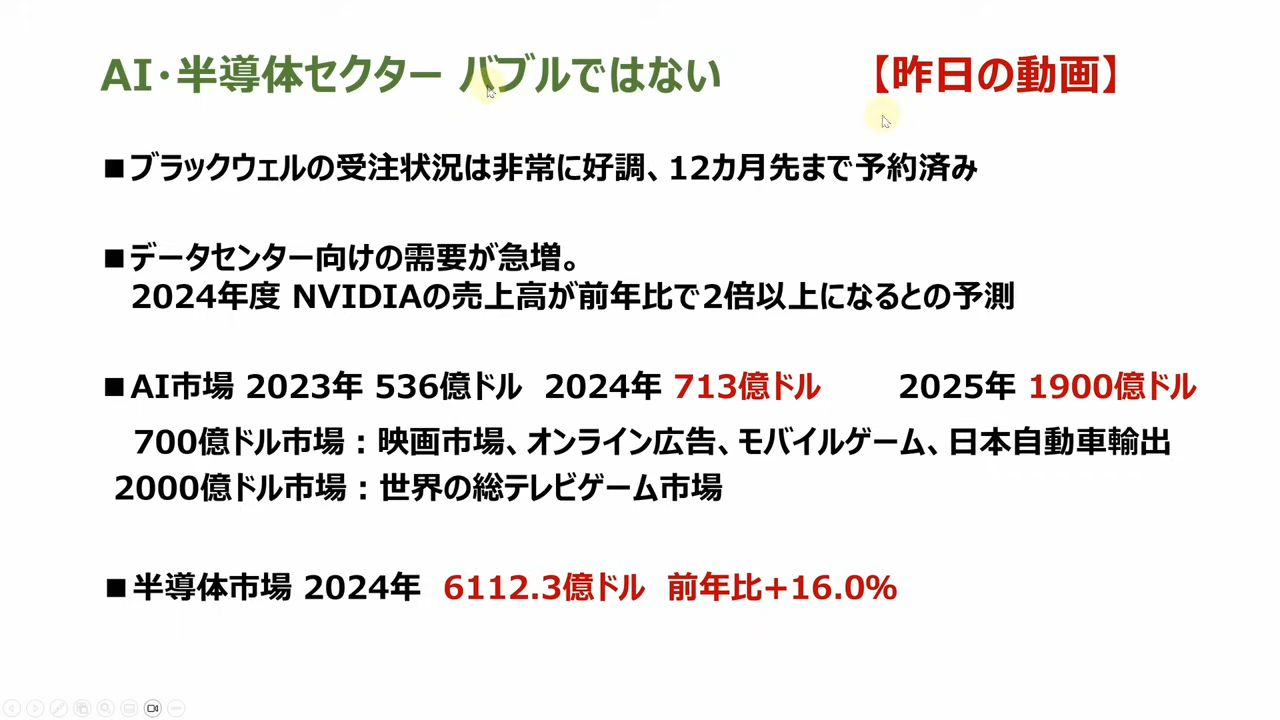 AI・半導体セクター バブルではない 【昨日の動画】
■ブラックウェルの受注状況は非常に好調、12カ月先まで予約済み
■データセンター向けの需要が急増。
2024年度 NVIDIAの売上高が前年比で2倍以上になるとの予測
■AI市場 2023年 536億ドル 2024年 713億ドル 2025年 1900億ドル
700億ドル市場：映画市場、オンライン広告、モバイルゲーム、日本自動車輸出
2000億ドル市場：世界の総テレビゲーム市場
■半導体市場 2024年 6112.3億ドル 前年比+16.0%